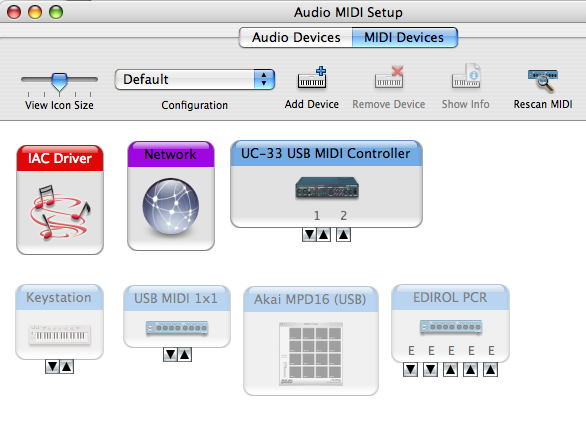 Audio MIDI Setup
Audio Devices MIDI Devices
Default
View Icon Size Configuration Add Device Remove Device Show Info Rescan MIDI
IAC Driver Network UC-33 USB MIDI Controller
1 2
Keystation USB MIDI 1x1 Akai MPD16 (USB) EDIROL PCR
E E E E E